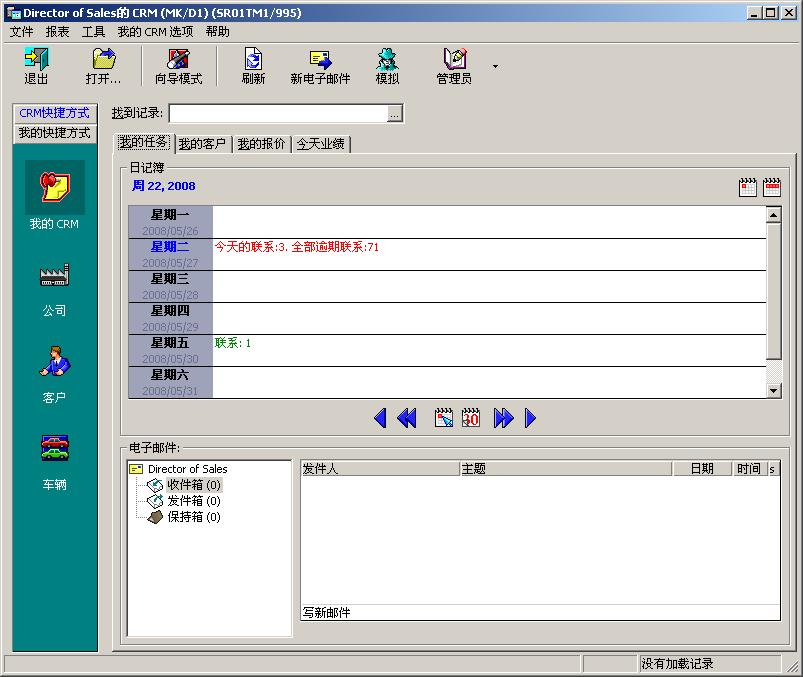 Director of Sales的 CRM (MK/D1) (SR01TM1/995)
文件 报表 工具 我的 CRM 选项 帮助
退出 打开... 向导模式 刷新 新电子邮件 模拟 管理员
CRM快捷方式
我的快捷方式
我的 CRM
公司
客户
车辆
找到记录: ...
我的任务 我的客户 我的报价 今天业绩
日记簿
周 22, 2008
星期一
2008/05/26
星期二 今天的联系:3. 全部逾期联系:71
2008/05/27
星期三
2008/05/28
星期四
2008/05/29
星期五 联系: 1
2008/05/30
星期六
2008/05/31
30
电子邮件:
Director of Sales
收件箱 (0)
发件箱 (0)
保持箱 (0)
发件人 主题 日期 时间 s
写新邮件
没有加载记录